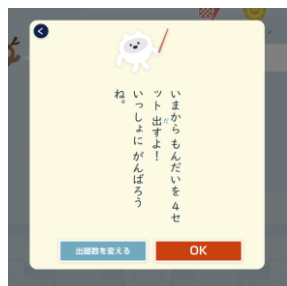 いまから もんだいを 4セ
ット 出すよ!
いっしょに がんばろう
ね。
出題数を変える
OK